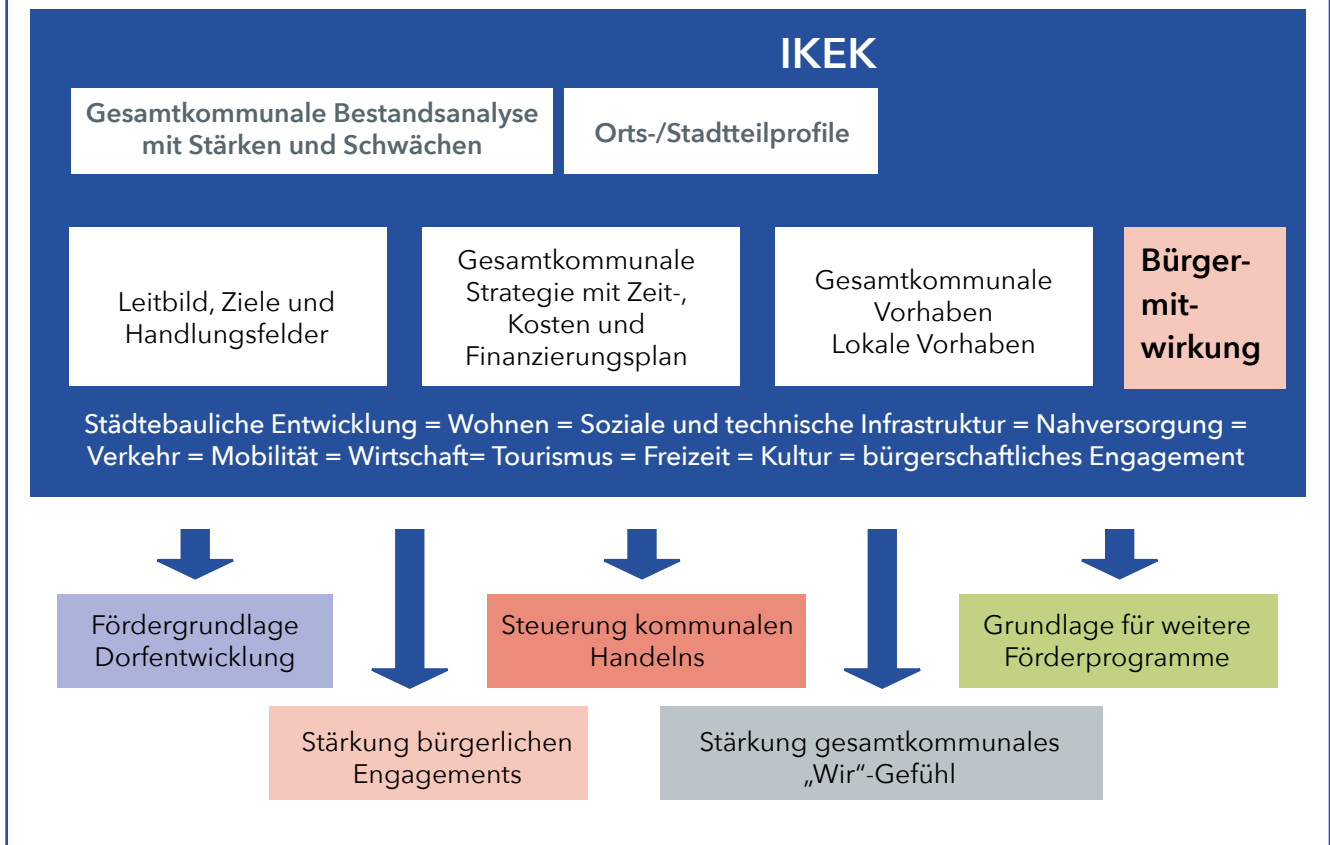 IKEK
Gesamtkommunale Bestandsanalyse
mit Stärken und Schwächen
Orts-/Stadtteilprofile
Leitbild, Ziele und
Handlungsfelder
Gesamtkommunale
Strategie mit Zeit-,
Kosten und
Finanzierungsplan
Gesamtkommunale
Vorhaben
Lokale Vorhaben
Bürger-
mit-
wirkung
Städtebauliche Entwicklung = Wohnen = Soziale und technische Infrastruktur = Nahversorgung =
Verkehr = Mobilität = Wirtschaft= Tourismus = Freizeit = Kultur = bürgerschaftliches Engagement
Fördergrundlage
Dorfentwicklung
Steuerung kommunalen
Handelns
Grundlage für weitere
Förderprogramme
Stärkung bürgerlichen
Engagements
Stärkung gesamtkommunales
„Wir“-Gefühl